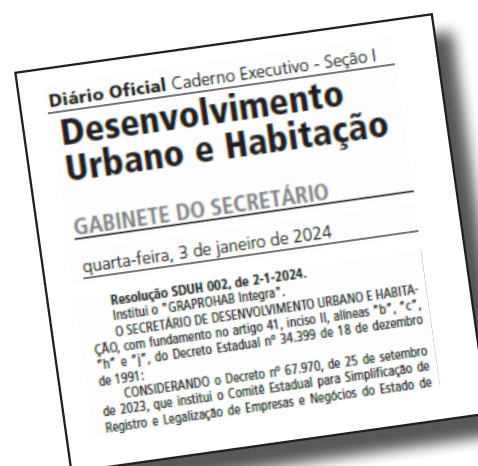 Diário Oficial Caderno Executivo - Seção I
Desenvolvimento
Urbano e Habitação
GABINETE DO SECRETÁRIO
quarta-feira, 3 de janeiro de 2024
Resolução SDUH 002, de 2-1-2024.
Institui o "GRAPROHAB Integra".
O SECRETÁRIO DE DESENVOLVIMENTO URBANO E HABITA-
ÇÃO, com fundamento no artigo 41, inciso II, alíneas "b", "c",
"h" e "j", do Decreto Estadual nº 34.399 de 18 de dezembro
de 1991:
CONSIDERANDO o Decreto nº 67.970, de 25 de setembro
de 2023, que institui o Comitê Estadual para Simplificação de
Registro e Legalização de Empresas e Negócios do Estado de